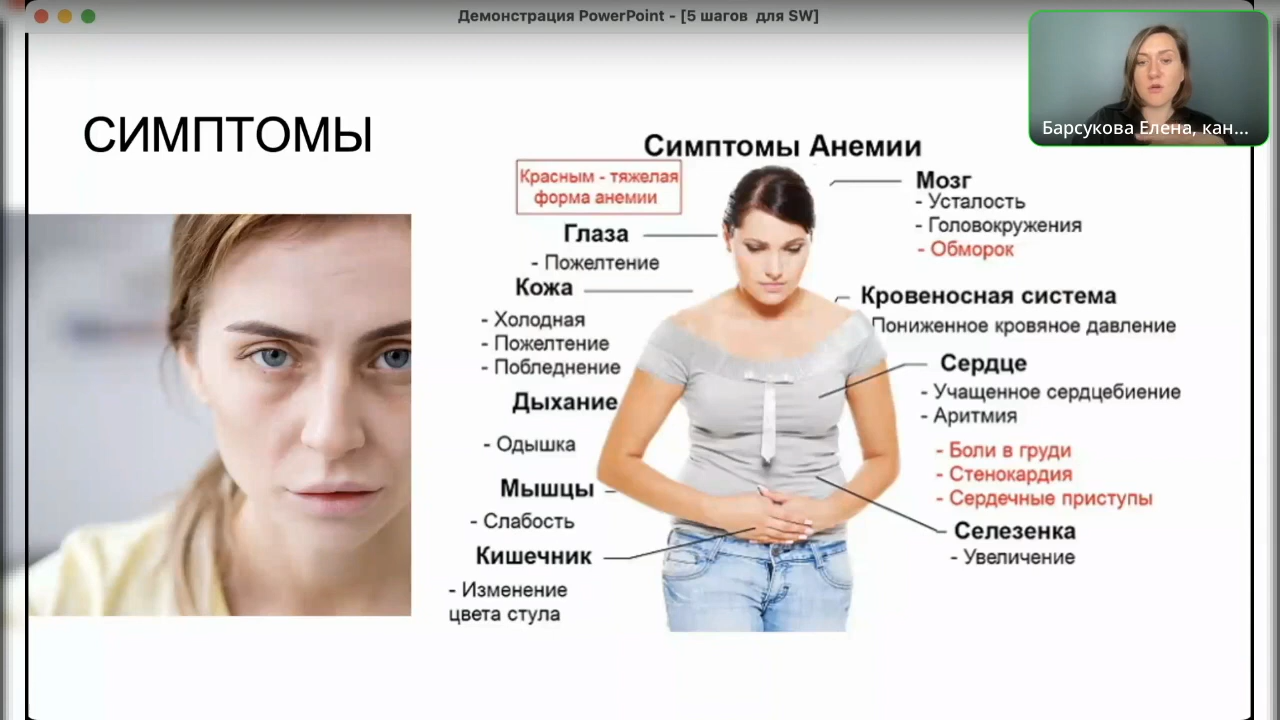 Демонстрация PowerPoint - [5 шагов для SW]
Барсукова Елена, кан...
СИМПТОМЫ
Симптомы Анемии
Красным - тяжелая
форма анемии
Глаза
- Пожелтение
Кожа
- Холодная
- Пожелтение
- Побледнение
Дыхание
- Одышка
Мышцы
- Слабость
Кишечник
- Изменение
цвета стула
Мозг
- Усталость
- Головокружения
- Обморок
Кровеносная система
Пониженное кровяное давление
Сердце
- Учащенное сердцебиение
- Аритмия
- Боли в груди
- Стенокардия
- Сердечные приступы
Селезенка
- Увеличение